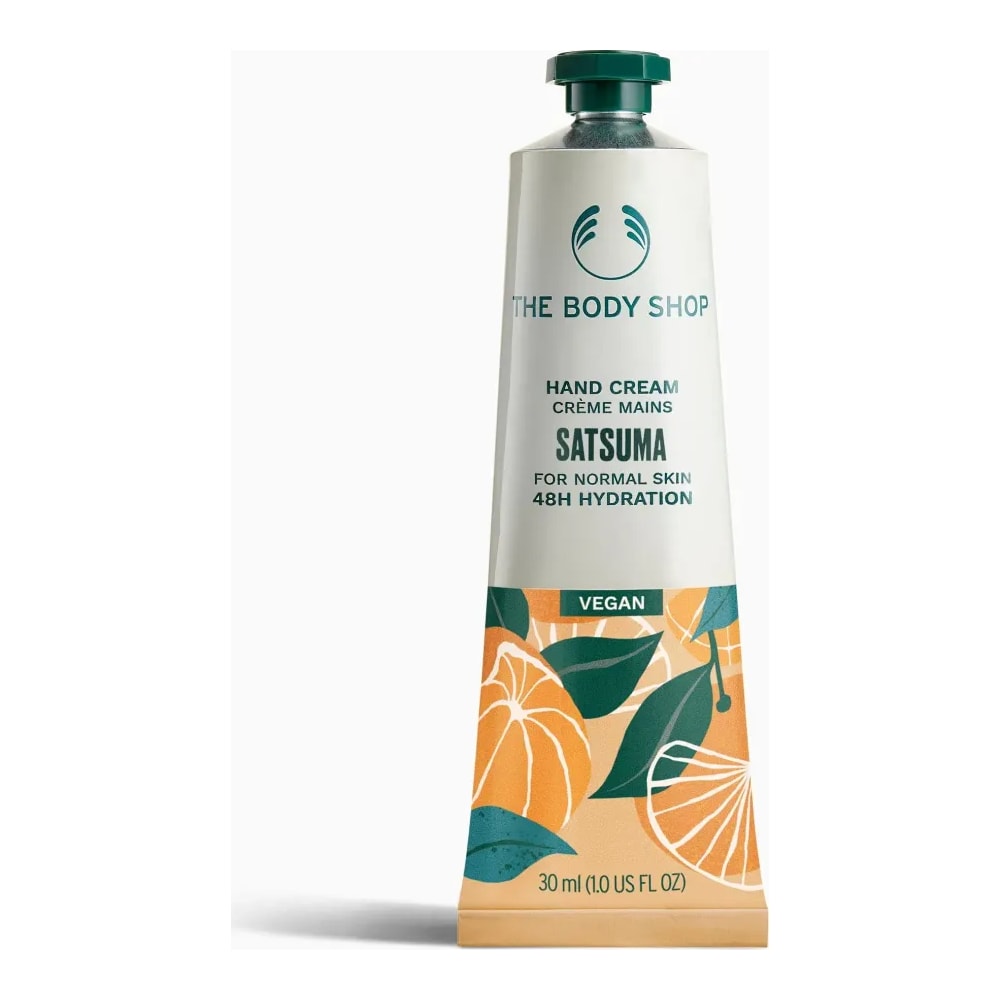 THE BODY SHOP
HAND CREAM
CRÈME MAINS
SATSUMA
FOR NORMAL SKIN
48H HYDRATION
VEGAN
30 ml (1.0 US FL OZ)